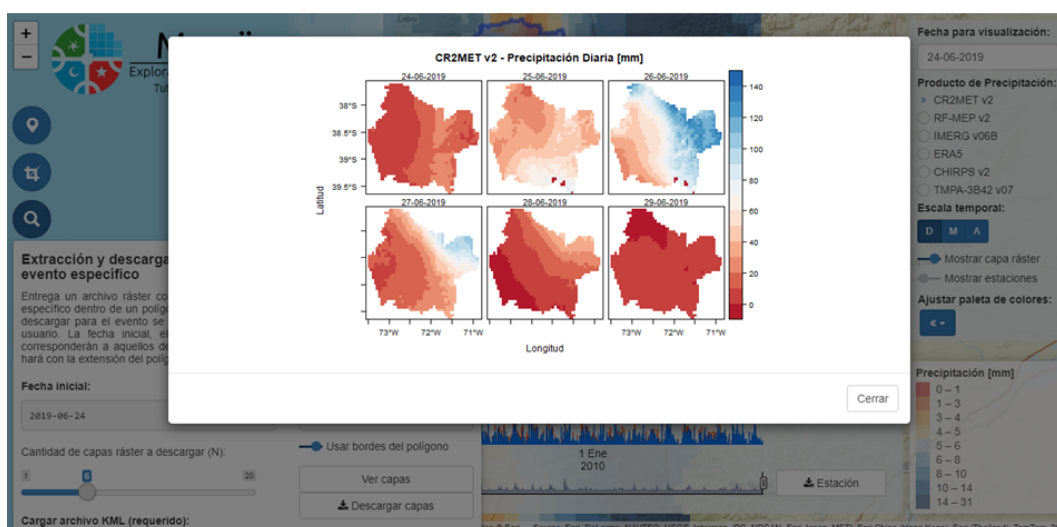 Lebu
+
−
M
Explora
Tut
CR2MET v2 - Precipitación Diaria [mm]
24-06-2019
25-06-2019
26-06-2019
38°S
38.5°S
39°S
39.5°S
Latitud
27-06-2019
28-06-2019
29-06-2019
140
120
100
80
60
40
20
0
73°W
72°W
71°W
73°W
72°W
71°W
Longitud
Cerrar
Fecha para visualización:
24-06-2019
Producto de Precipitación:
CR2MET v2
RF-MEP v2
IMERG v06B
ERA5
CHIRPS v2
TMPA-3B42 v07
Escala temporal:
D M A
Mostrar capa ráster
Mostrar estaciones
Ajustar paleta de colores:
Precipitación [mm]
0 – 1
1 – 3
3 – 4
4 – 5
5 – 6
6 – 8
8 – 10
10 – 14
14 – 31
Extracción y descarga
evento específico
Entrega un archivo ráster co
específico dentro de un políg
descargar para el evento se
usuario. La fecha inicial, el
corresponderán a aquellos de
hará con la extensión del políg
Fecha inicial:
2019-06-24
Cantidad de capas ráster a descargar (N):
1
6
20
Cargar archivo KML (requerido):
Usar bordes del polígono
Ver capas
Descargar capas
1 Ene
2010
Estación